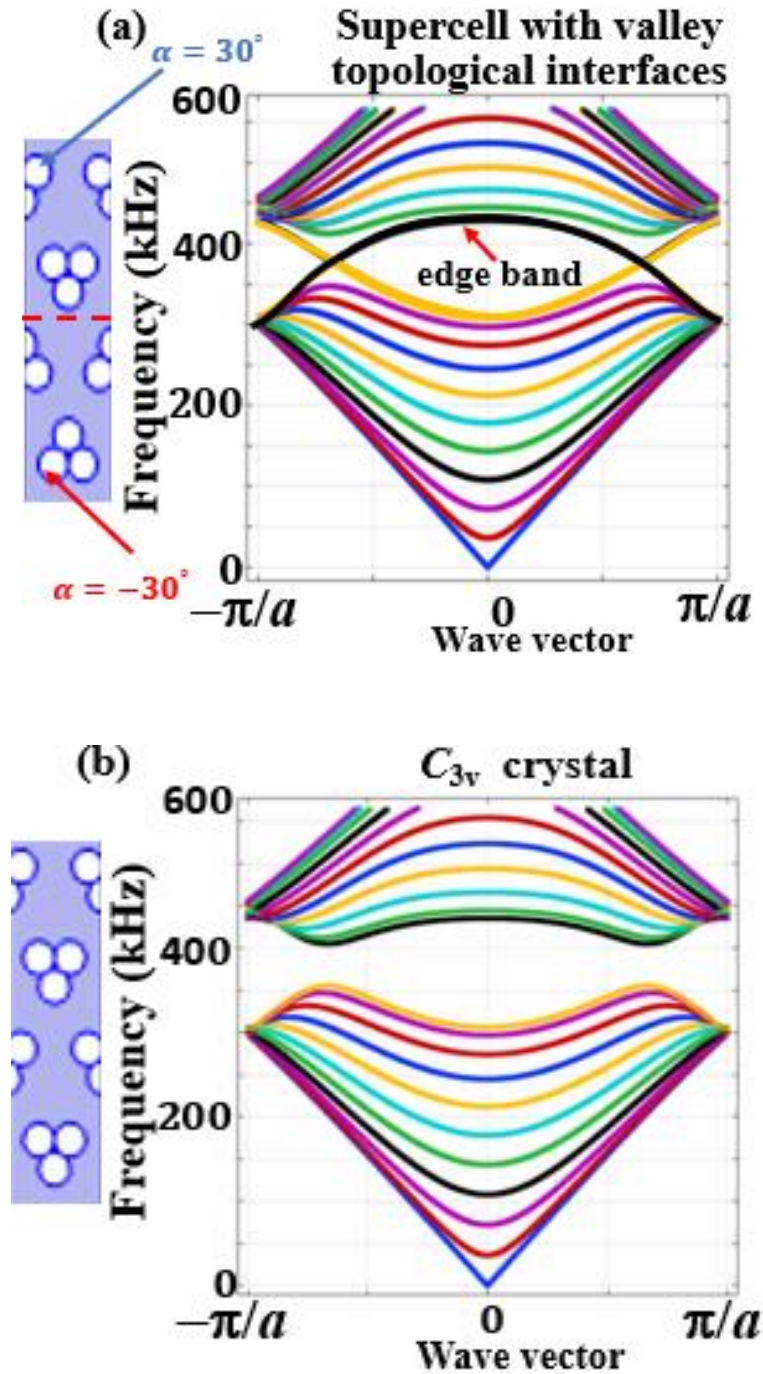 (a)
α = 30°
Supercell with valley
topological interfaces
600
400
200
0
Frequency (kHz)
edge band
α = −30°
−π/a
0
π/a
Wave vector
(b)
C3v crystal
600
400
200
0
Frequency (kHz)
−π/a
0
π/a
Wave vector